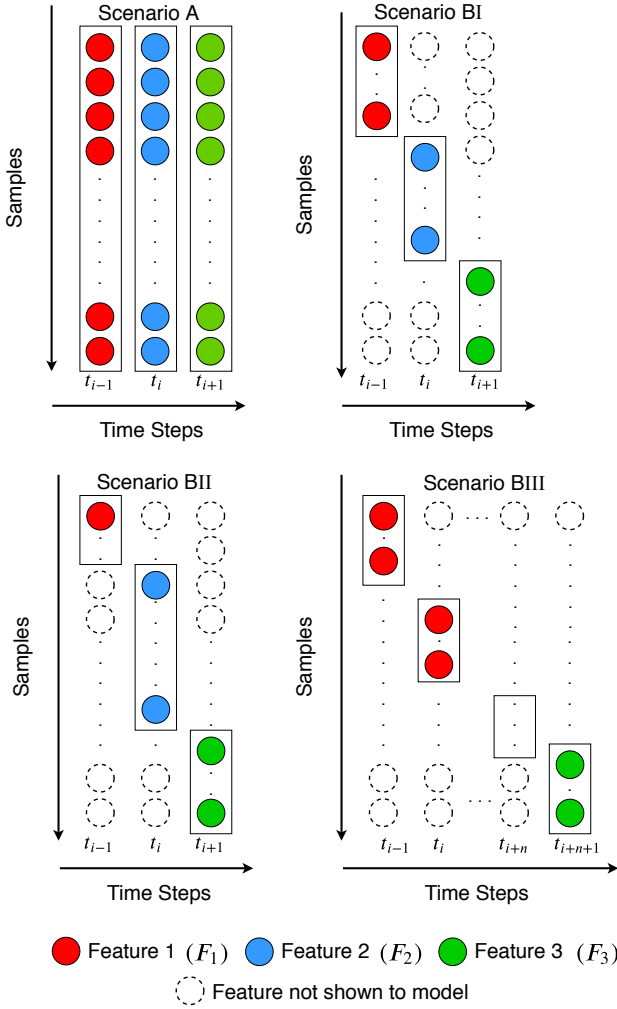 Scenario A
Samples
t_{i−1} t_i t_{i+1}
Time Steps
Scenario BI
Samples
t_{i−1} t_i t_{i+1}
Time Steps
Scenario BII
Samples
t_{i−1} t_i t_{i+1}
Time Steps
Scenario BIII
Samples
t_{i−1} t_i t_{i+n} t_{i+n+1}
Time Steps
Feature 1 (F_1) Feature 2 (F_2) Feature 3 (F_3)
Feature not shown to model